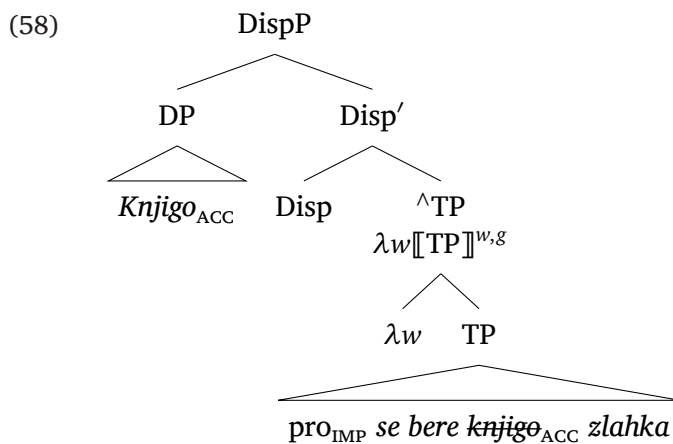 (58) DispP
DP Disp′
Knjigo_ACC Disp ^TP
λw⟦TP⟧^w,g
λw TP
pro_IMP se bere knjigo_ACC zlahka